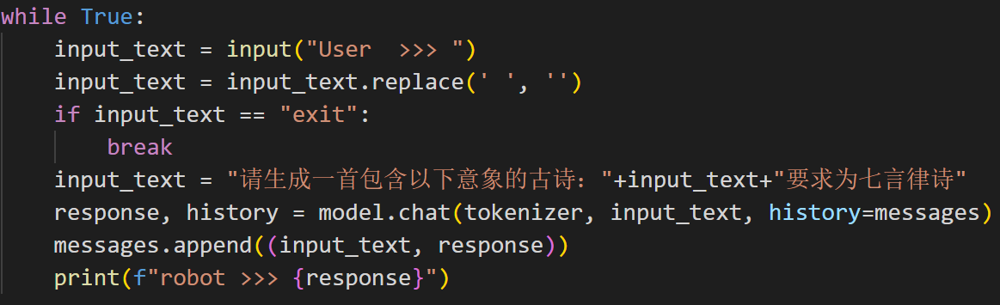 while True:
    input_text = input("User  >>> ")
    input_text = input_text.replace(' ', '')
    if input_text == "exit":
        break
    input_text = "请生成一首包含以下意象的古诗："+input_text+"要求为七言律诗"
    response, history = model.chat(tokenizer, input_text, history=messages)
    messages.append((input_text, response))
    print(f"robot >>> {response}")